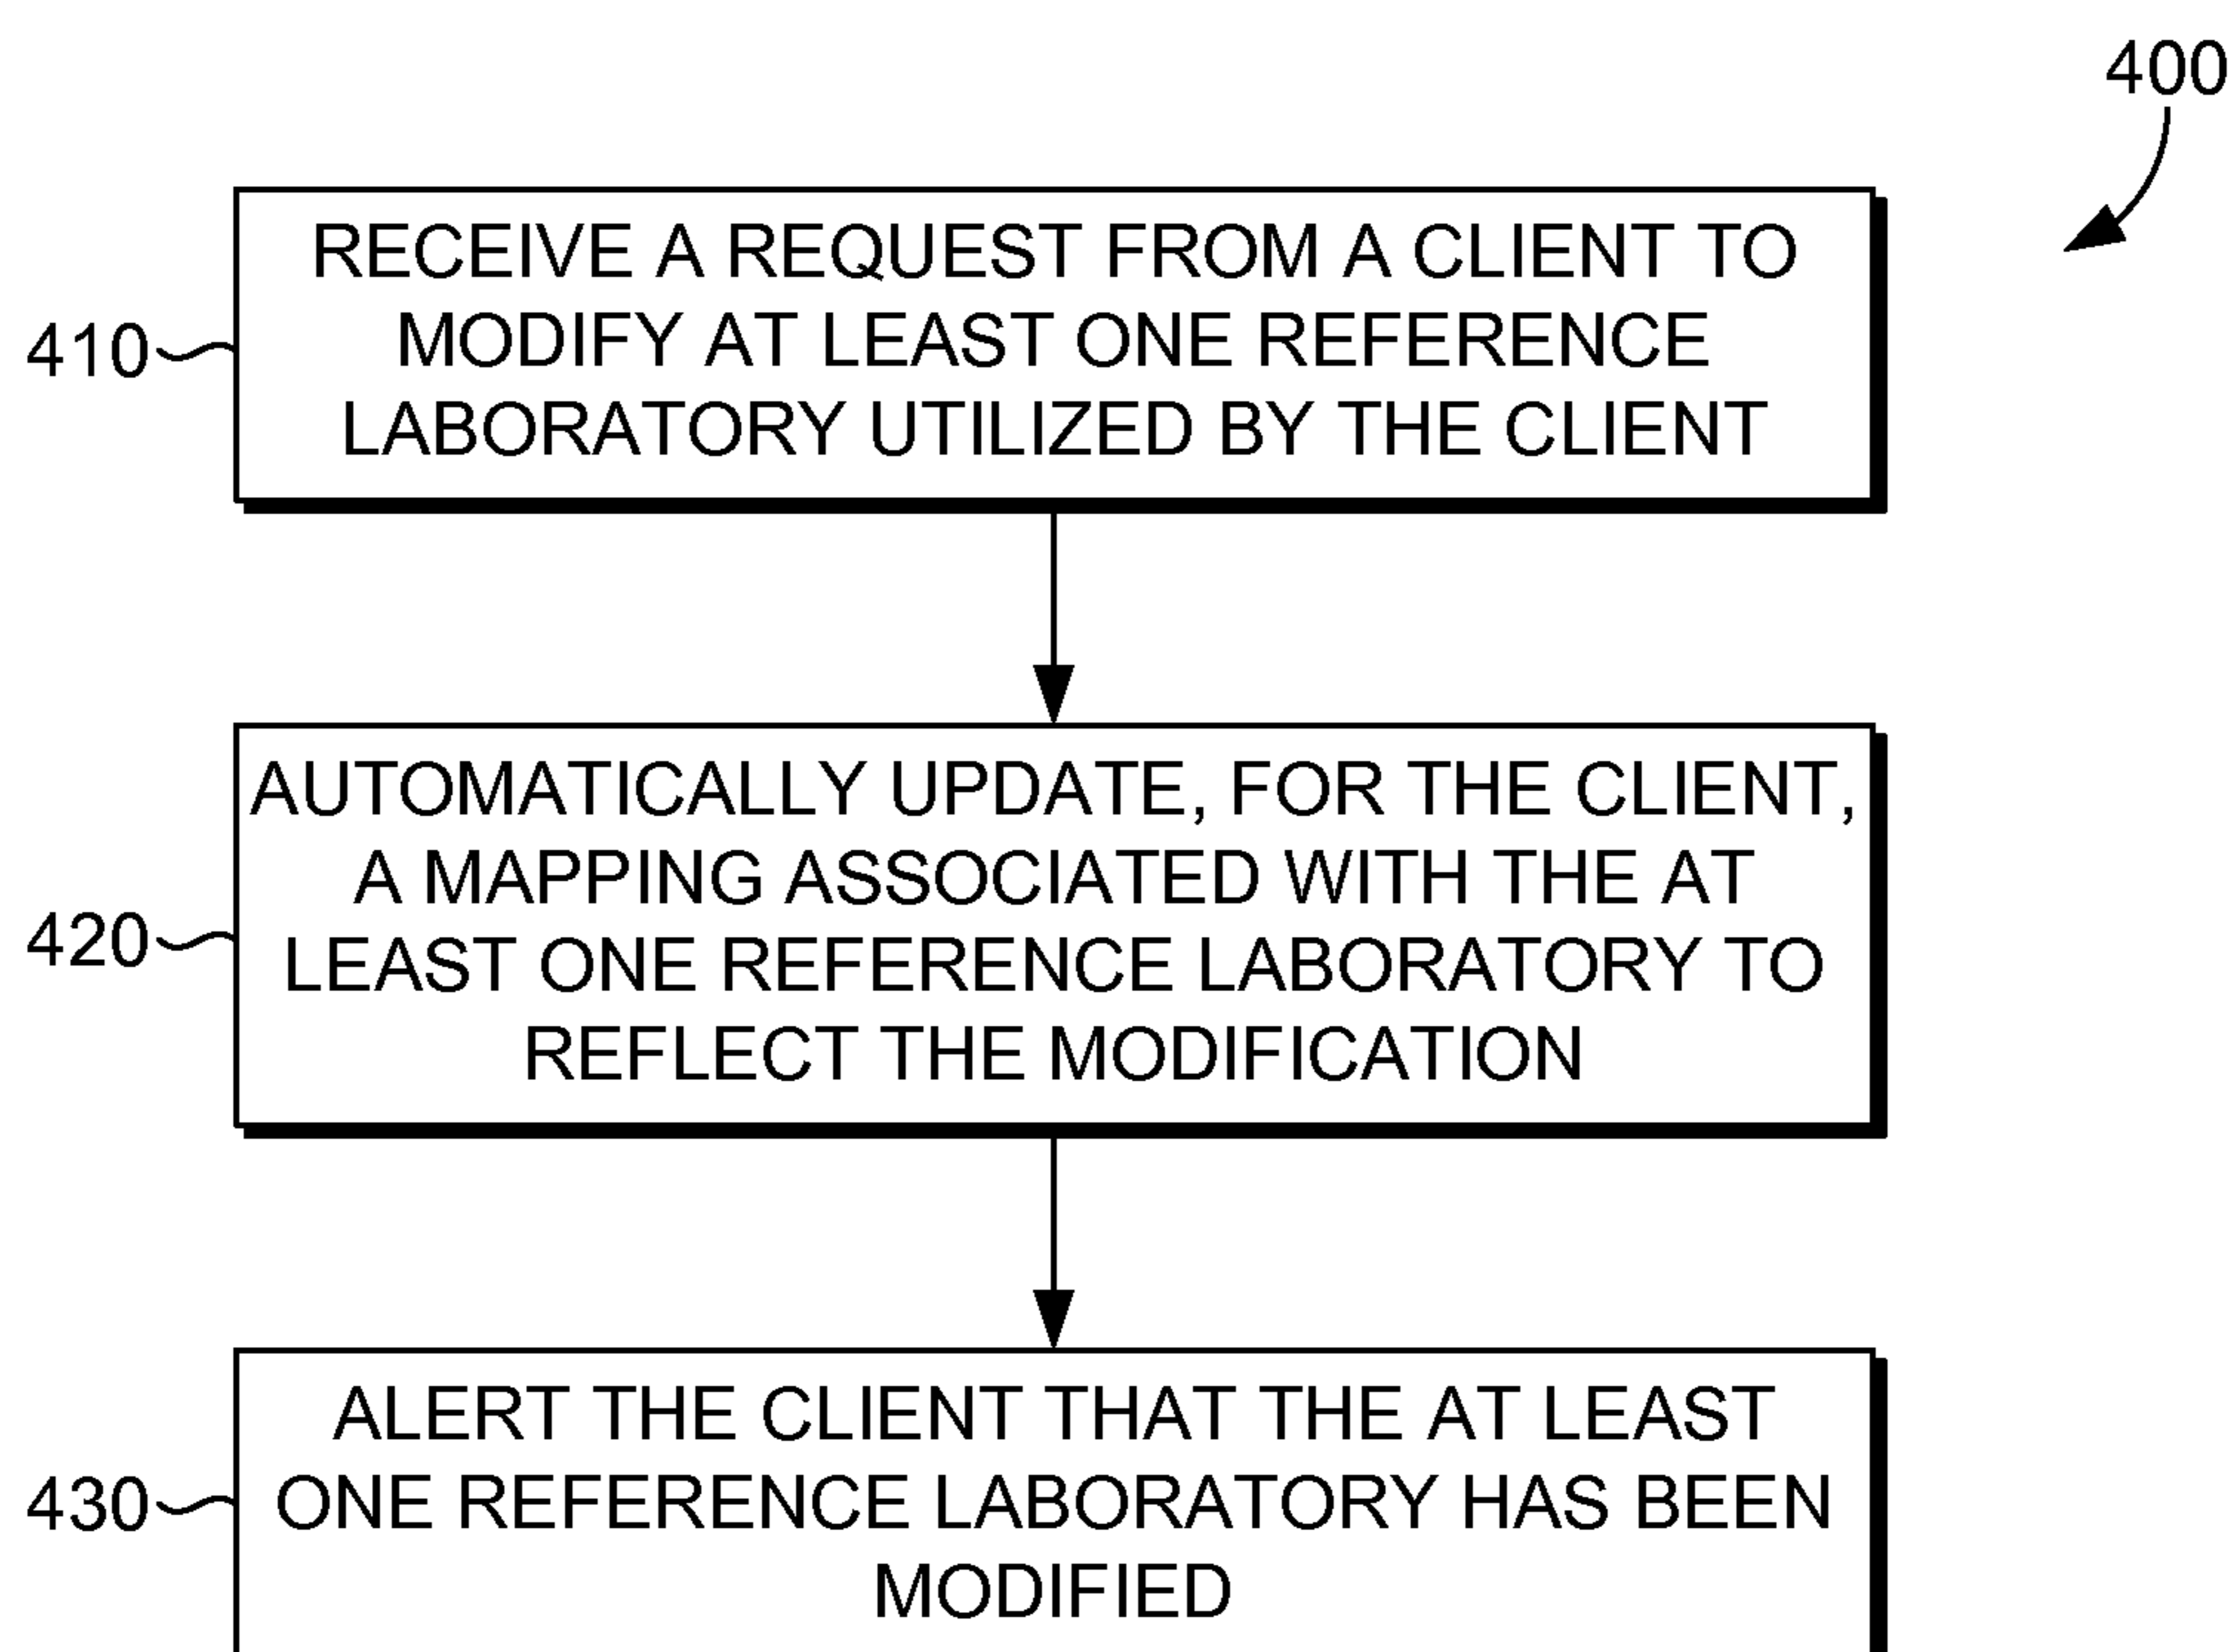 400
RECEIVE A REQUEST FROM A CLIENT TO
MODIFY AT LEAST ONE REFERENCE
410
LABORATORY UTILIZED BY THE CLIENT
AUTOMATICALLY UPDATE, FOR THE CLIENT,
A MAPPING ASSOCIATED WITH THE AT
420
LEAST ONE REFERENCE LABORATORY TO
REFLECT THE MODIFICATION
ALERT THE CLIENT THAT THE AT LEAST
430
ONE REFERENCE LABORATORY HAS BEEN
MODIFIED